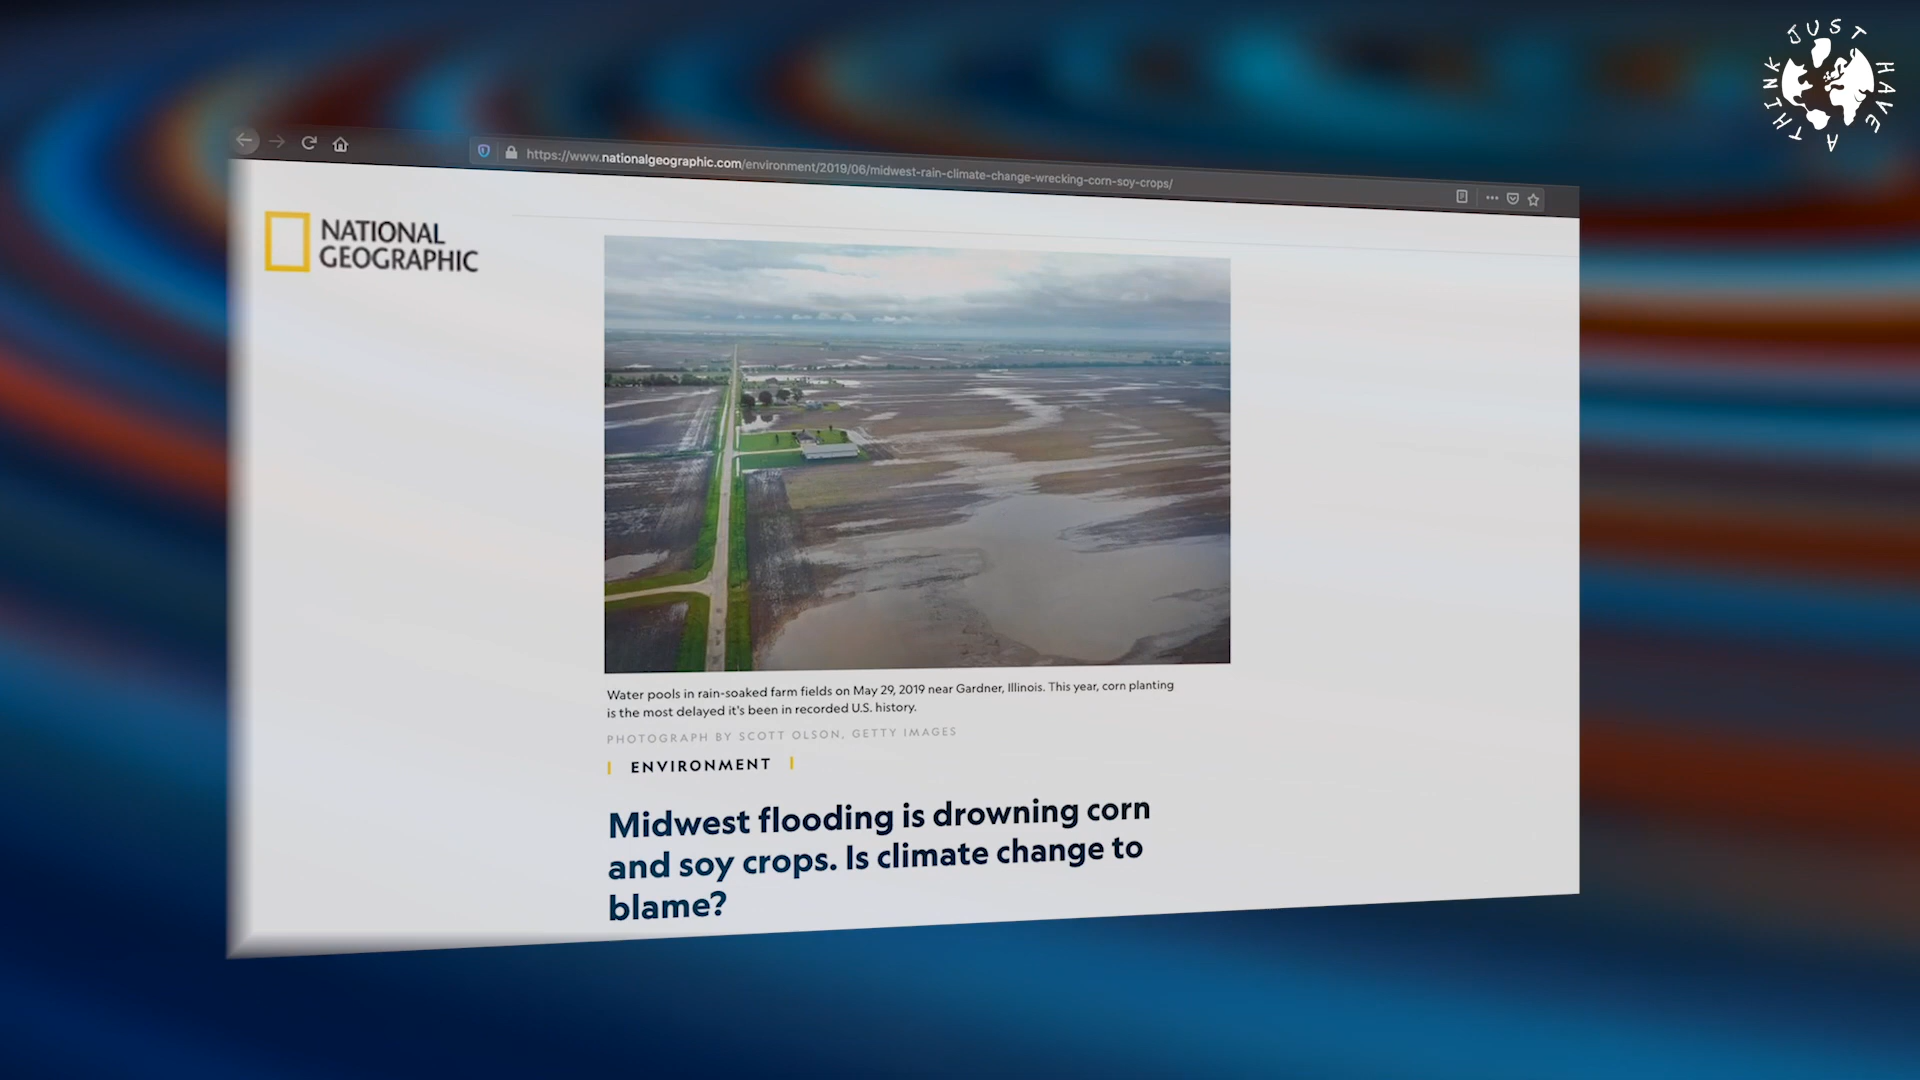 JUST HAVE A THINK
https://www.nationalgeographic.com/environment/2019/06/midwest-rain-climate-change-wrecking-corn-soy-crops/
NATIONAL
GEOGRAPHIC
Water pools in rain-soaked farm fields on May 29, 2019 near Gardner, Illinois. This year, corn planting
is the most delayed it's been in recorded U.S. history.
PHOTOGRAPH BY SCOTT OLSON, GETTY IMAGES
ENVIRONMENT
Midwest flooding is drowning corn
and soy crops. Is climate change to
blame?